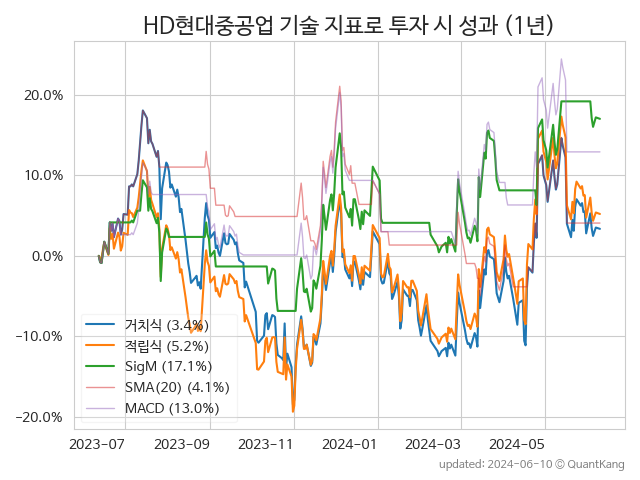 HD현대중공업 기술 지표로 투자 시 성과 (1년)
20.0%
10.0%
0.0%
−10.0%
−20.0%
거치식 (3.4%)
적립식 (5.2%)
SigM (17.1%)
SMA(20) (4.1%)
MACD (13.0%)
2023-07 2023-09 2023-11 2024-01 2024-03 2024-05
updated: 2024-06-10 © QuantKang